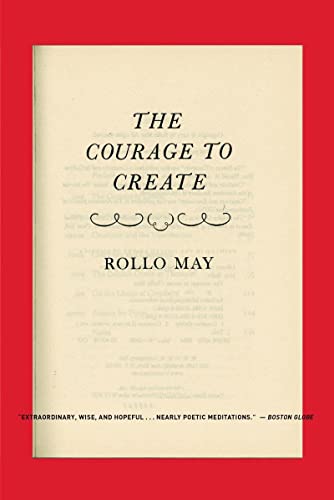 THE
COURAGE TO
CREATE
ROLLO MAY
"EXTRAORDINARY, WISE, AND HOPEFUL . . . NEARLY POETIC MEDITATIONS." — BOSTON GLOBE